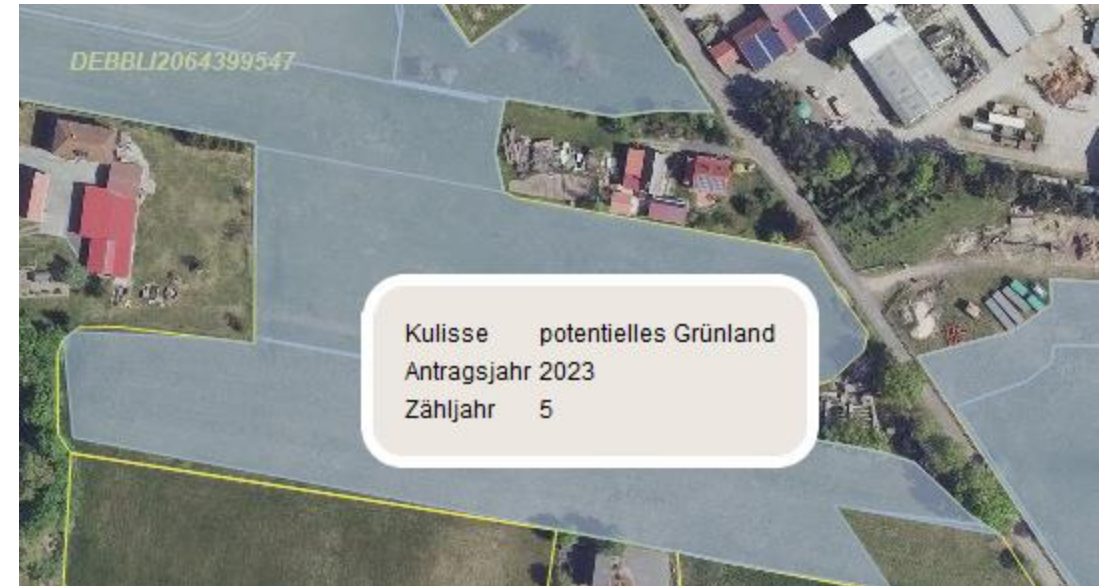 DEBBLI2064399547
Kulisse potentielles Grünland
Antragsjahr 2023
Zähljahr 5